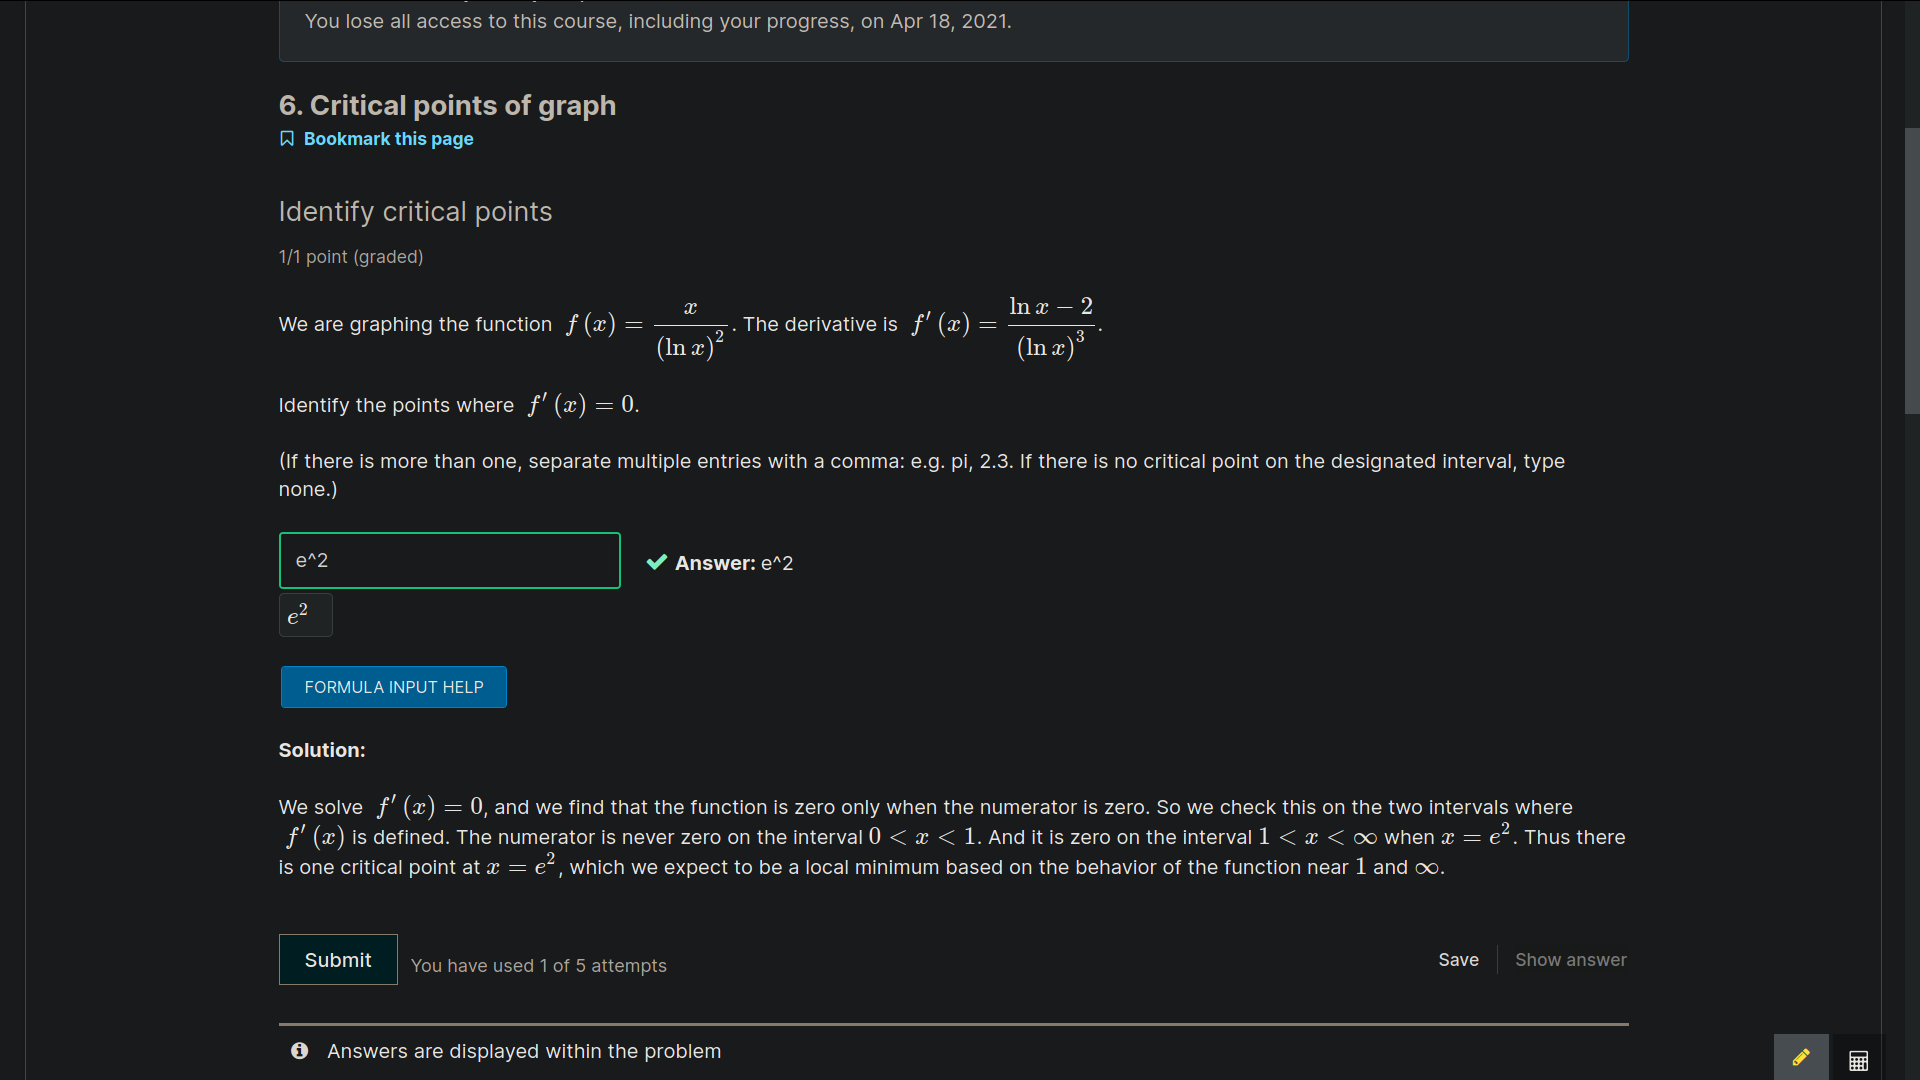 You lose all access to this course, including your progress, on Apr 18, 2021.
6. Critical points of graph
Bookmark this page
Identify critical points
1/1 point (graded)
We are graphing the function f (x) = x / (ln x)^2. The derivative is f′ (x) = ln x − 2 / (ln x)^3.
Identify the points where f′ (x) = 0.
(If there is more than one, separate multiple entries with a comma: e.g. pi, 2.3. If there is no critical point on the designated interval, type
none.)
e^2
Answer: e^2
e²
FORMULA INPUT HELP
Solution:
We solve f′ (x) = 0, and we find that the function is zero only when the numerator is zero. So we check this on the two intervals where
f′ (x) is defined. The numerator is never zero on the interval 0 < x < 1. And it is zero on the interval 1 < x < ∞ when x = e². Thus there
is one critical point at x = e², which we expect to be a local minimum based on the behavior of the function near 1 and ∞.
Submit
You have used 1 of 5 attempts
Save
Show answer
Answers are displayed within the problem